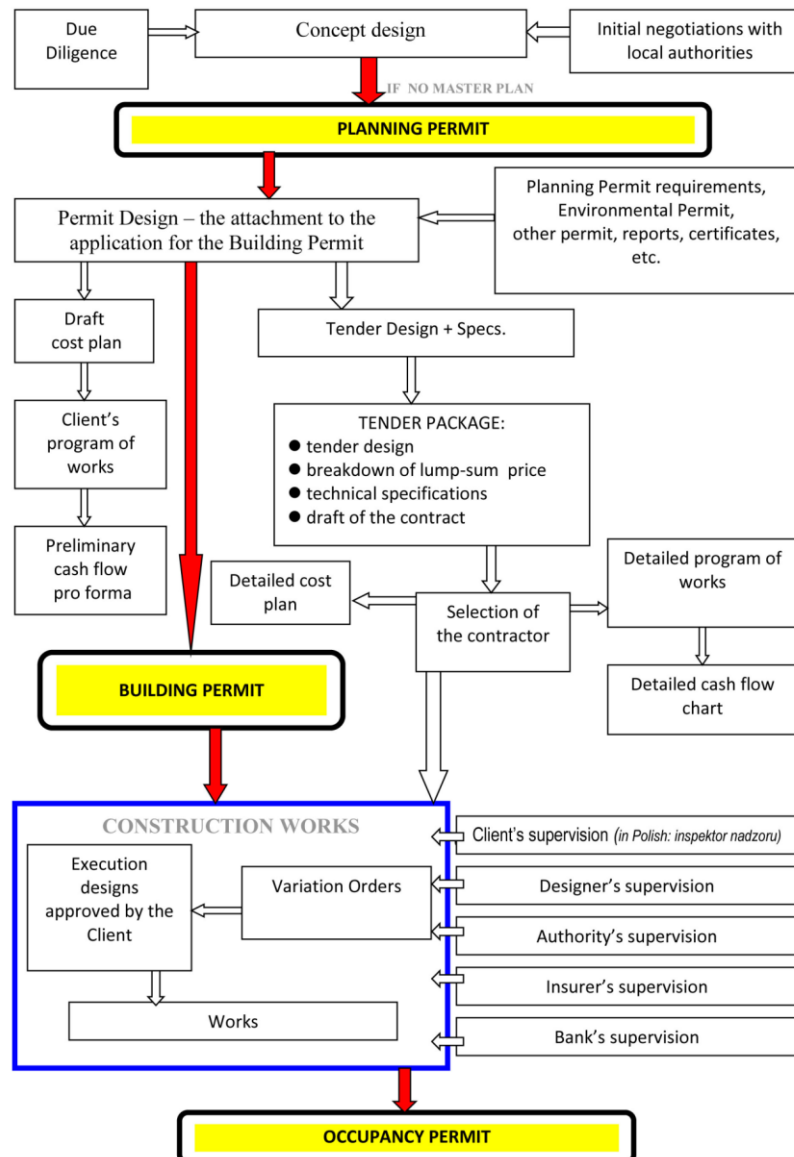 Due
Diligence
Concept design
Initial negotiations with
local authorities
IF NO MASTER PLAN
PLANNING PERMIT
Permit Design – the attachment to the
application for the Building Permit
Planning Permit requirements,
Environmental Permit,
other permit, reports, certificates,
etc.
Draft
cost plan
Tender Design + Specs.
Client's
program of
works
TENDER PACKAGE:
● tender design
● breakdown of lump-sum price
● technical specifications
● draft of the contract
Preliminary
cash flow
pro forma
Detailed cost
plan
Selection of
the contractor
Detailed program of
works
BUILDING PERMIT
Detailed cash flow
chart
CONSTRUCTION WORKS
Client's supervision (in Polish: inspektor nadzoru)
Execution
designs
approved by the
Client
Variation Orders
Designer's supervision
Authority's supervision
Insurer's supervision
Works
Bank's supervision
OCCUPANCY PERMIT